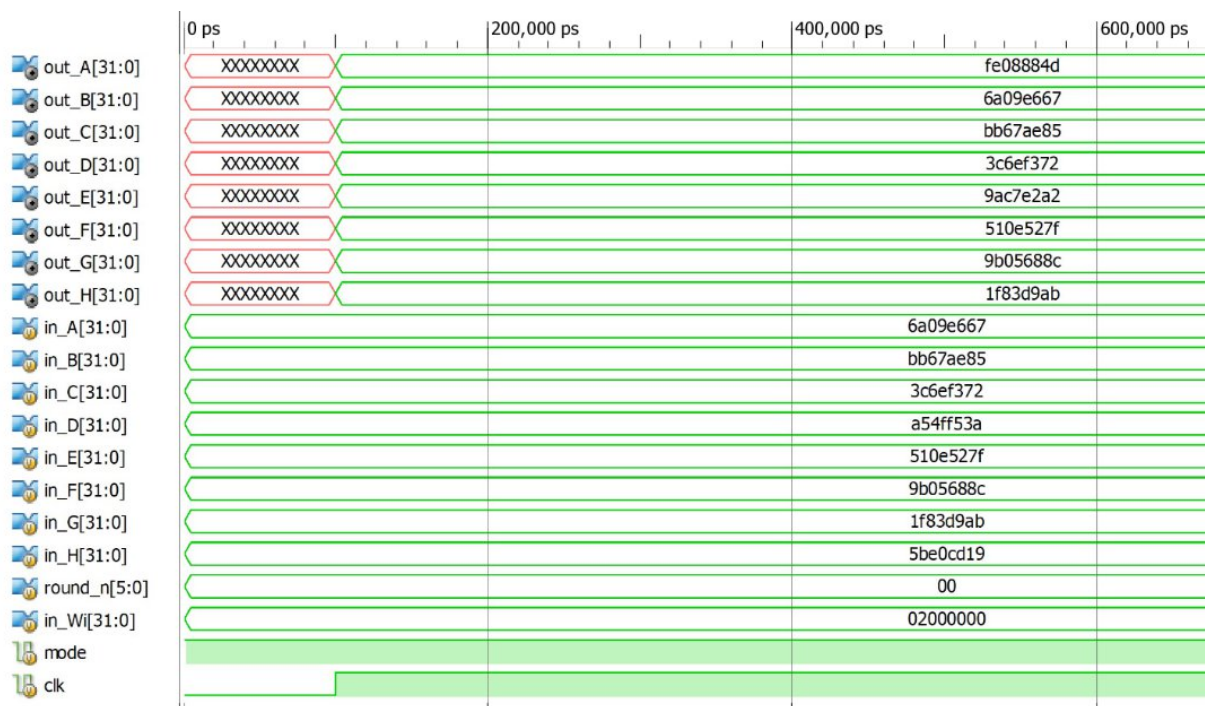 0 ps 200,000 ps 400,000 ps 600,000 ps
out_A[31:0] XXXXXXXX fe08884d
out_B[31:0] XXXXXXXX 6a09e667
out_C[31:0] XXXXXXXX bb67ae85
out_D[31:0] XXXXXXXX 3c6ef372
out_E[31:0] XXXXXXXX 9ac7e2a2
out_F[31:0] XXXXXXXX 510e527f
out_G[31:0] XXXXXXXX 9b05688c
out_H[31:0] XXXXXXXX 1f83d9ab
in_A[31:0] 6a09e667
in_B[31:0] bb67ae85
in_C[31:0] 3c6ef372
in_D[31:0] a54ff53a
in_E[31:0] 510e527f
in_F[31:0] 9b05688c
in_G[31:0] 1f83d9ab
in_H[31:0] 5be0cd19
round_n[5:0] 00
in_Wi[31:0] 02000000
mode
clk